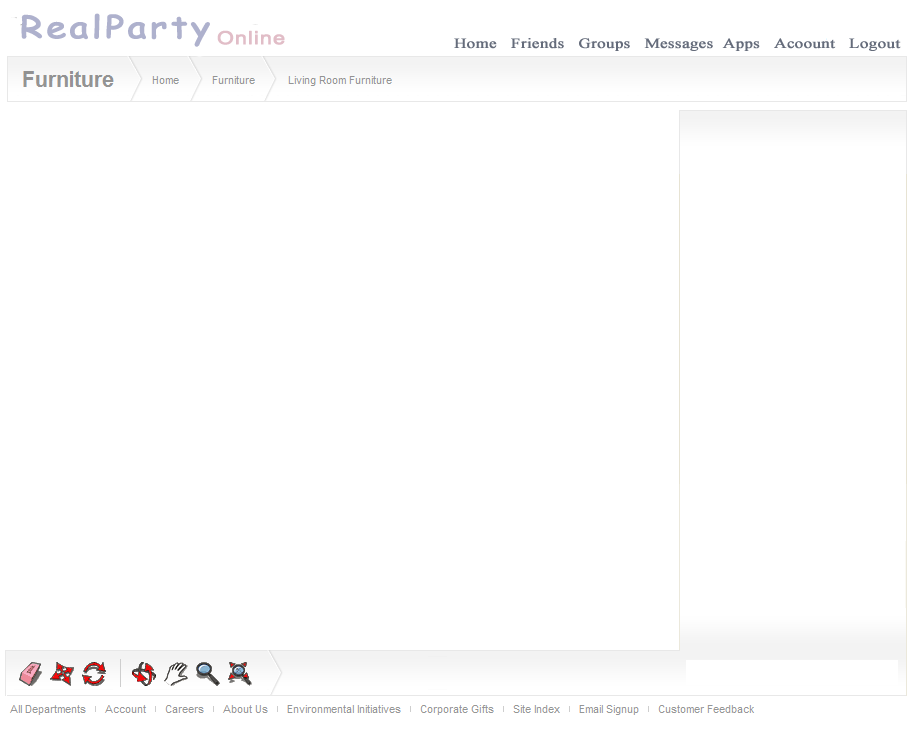 RealParty Online
Home Friends Groups Messages Apps Acoount Logout
Furniture Home Furniture Living Room Furniture
All Departments Account Careers About Us Environmental Initiatives Corporate Gifts Site Index Email Signup Customer Feedback